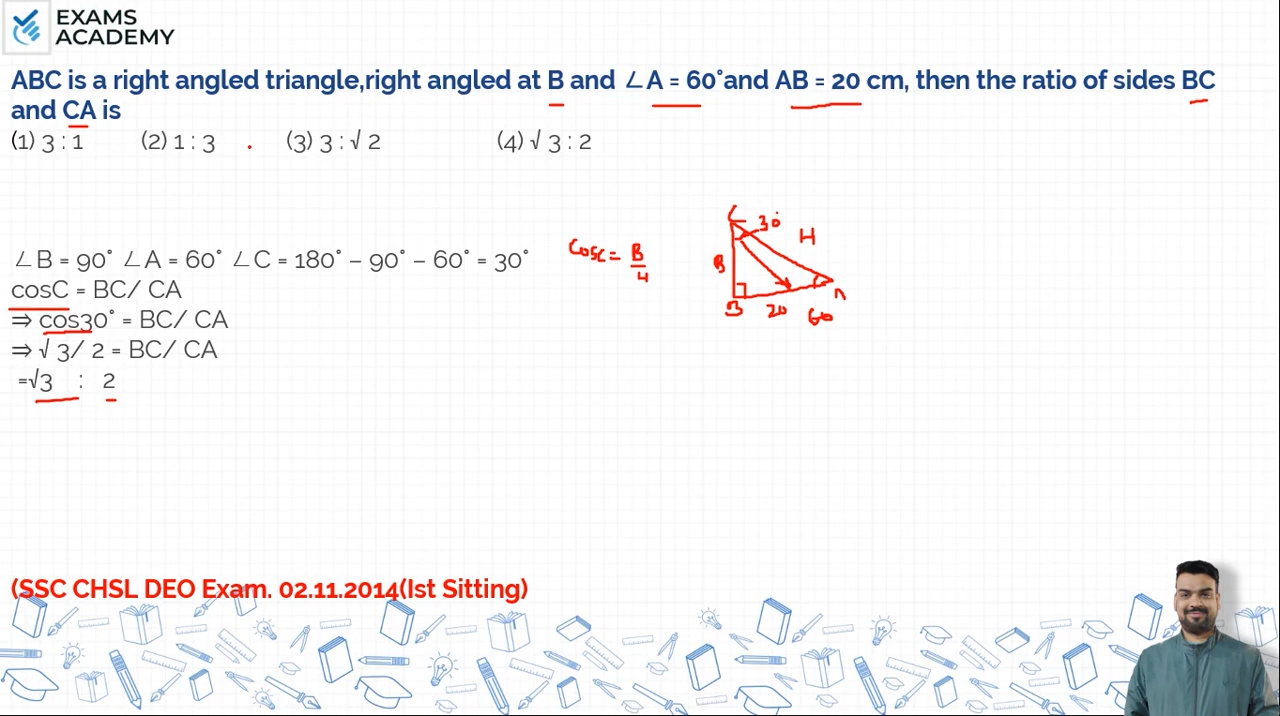 EXAMS
ACADEMY
ABC is a right angled triangle,right angled at B and ∠A = 60°and AB = 20 cm, then the ratio of sides BC
and CA is
(1) 3 : 1 (2) 1 : 3 (3) 3 : √ 2 (4) √ 3 : 2
C 30°
H
∠B = 90° ∠A = 60° ∠C = 180° – 90° – 60° = 30°
cosC = B/H
B
cosC = BC/ CA
B 20 60 A
⇒ cos30° = BC/ CA
⇒ √ 3/ 2 = BC/ CA
=√3 : 2
(SSC CHSL DEO Exam. 02.11.2014(Ist Sitting)